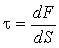 τ = dF/dS